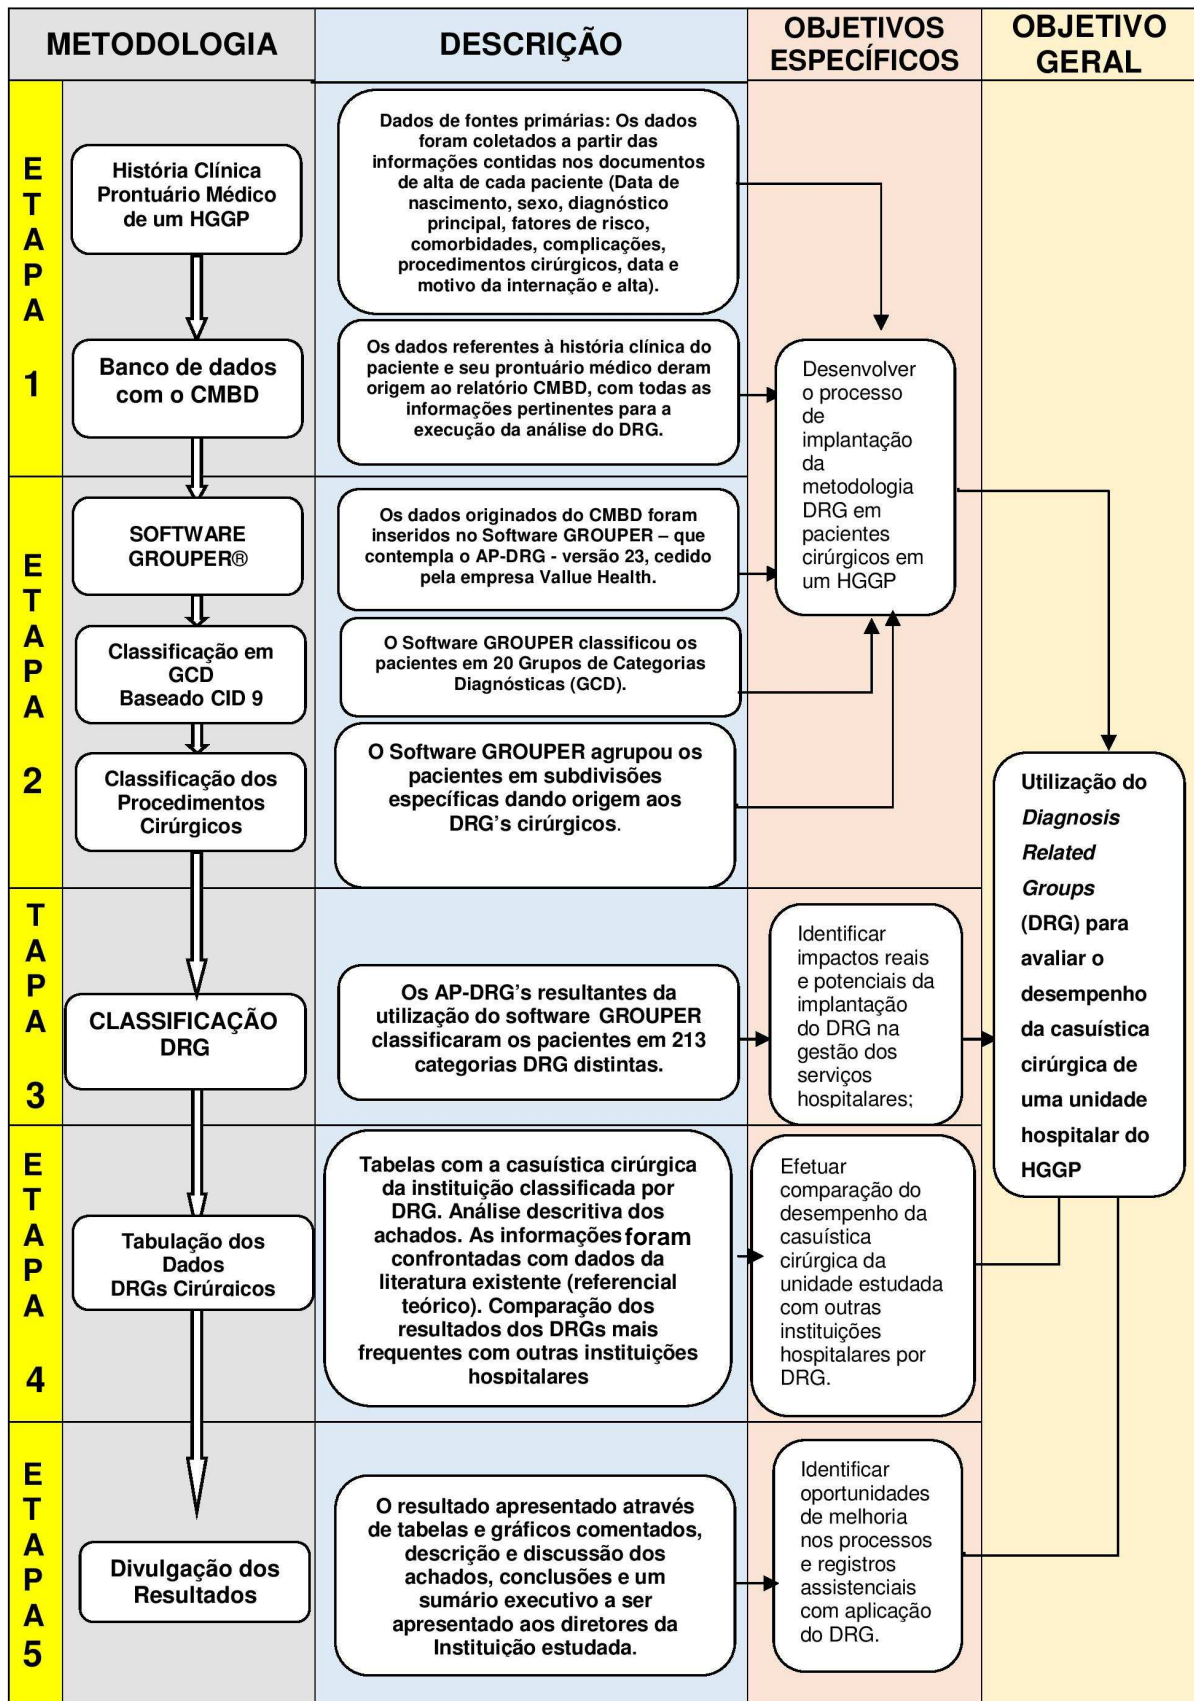 METODOLOGIA
DESCRIÇÃO
OBJETIVOS
ESPECÍFICOS
OBJETIVO
GERAL
E
T
A
P
A
1
História Clínica
Prontuário Médico
de um HGGP
Dados de fontes primárias: Os dados
foram coletados a partir das
informações contidas nos documentos
de alta de cada paciente (Data de
nascimento, sexo, diagnóstico
principal, fatores de risco,
comorbidades, complicações,
procedimentos cirúrgicos, data e
motivo da internação e alta).
Banco de dados
com o CMBD
Os dados referentes à história clínica do
paciente e seu prontuário médico deram
origem ao relatório CMBD, com todas as
informações pertinentes para a
execução da análise do DRG.
Desenvolver
o processo
de
implantação
da
metodologia
DRG em
pacientes
cirúrgicos em
um HGGP
E
T
A
P
A
2
SOFTWARE
GROUPER®
Os dados originados do CMBD foram
inseridos no Software GROUPER – que
contempla o AP-DRG - versão 23, cedido
pela empresa Vallue Health.
Classificação em
GCD
Baseado CID 9
O Software GROUPER classificou os
pacientes em 20 Grupos de Categorias
Diagnósticas (GCD).
Classificação dos
Procedimentos
Cirúrgicos
O Software GROUPER agrupou os
pacientes em subdivisões
específicas dando origem aos
DRG's cirúrgicos.
Utilização do
Diagnosis
Related
Groups
(DRG) para
avaliar o
desempenho
da casuística
cirúrgica de
uma unidade
hospitalar do
HGGP
T
A
P
A
3
CLASSIFICAÇÃO
DRG
Os AP-DRG's resultantes da
utilização do software GROUPER
classificaram os pacientes em 213
categorias DRG distintas.
Identificar
impactos reais
e potenciais da
implantação
do DRG na
gestão dos
serviços
hospitalares;
E
T
A
P
A
4
Tabulação dos
Dados
DRGs Cirúrgicos
Tabelas com a casuística cirúrgica
da instituição classificada por
DRG. Análise descritiva dos
achados. As informações foram
confrontadas com dados da
literatura existente (referencial
teórico). Comparação dos
resultados dos DRGs mais
frequentes com outras instituições
hospitalares
Efetuar
comparação do
desempenho da
casuística
cirúrgica da
unidade estudada
com outras
instituições
hospitalares por
DRG.
E
T
A
P
A
5
Divulgação dos
Resultados
O resultado apresentado através
de tabelas e gráficos comentados,
descrição e discussão dos
achados, conclusões e um
sumário executivo a ser
apresentado aos diretores da
Instituição estudada.
Identificar
oportunidades
de melhoria
nos processos
e registros
assistenciais
com aplicação
do DRG.